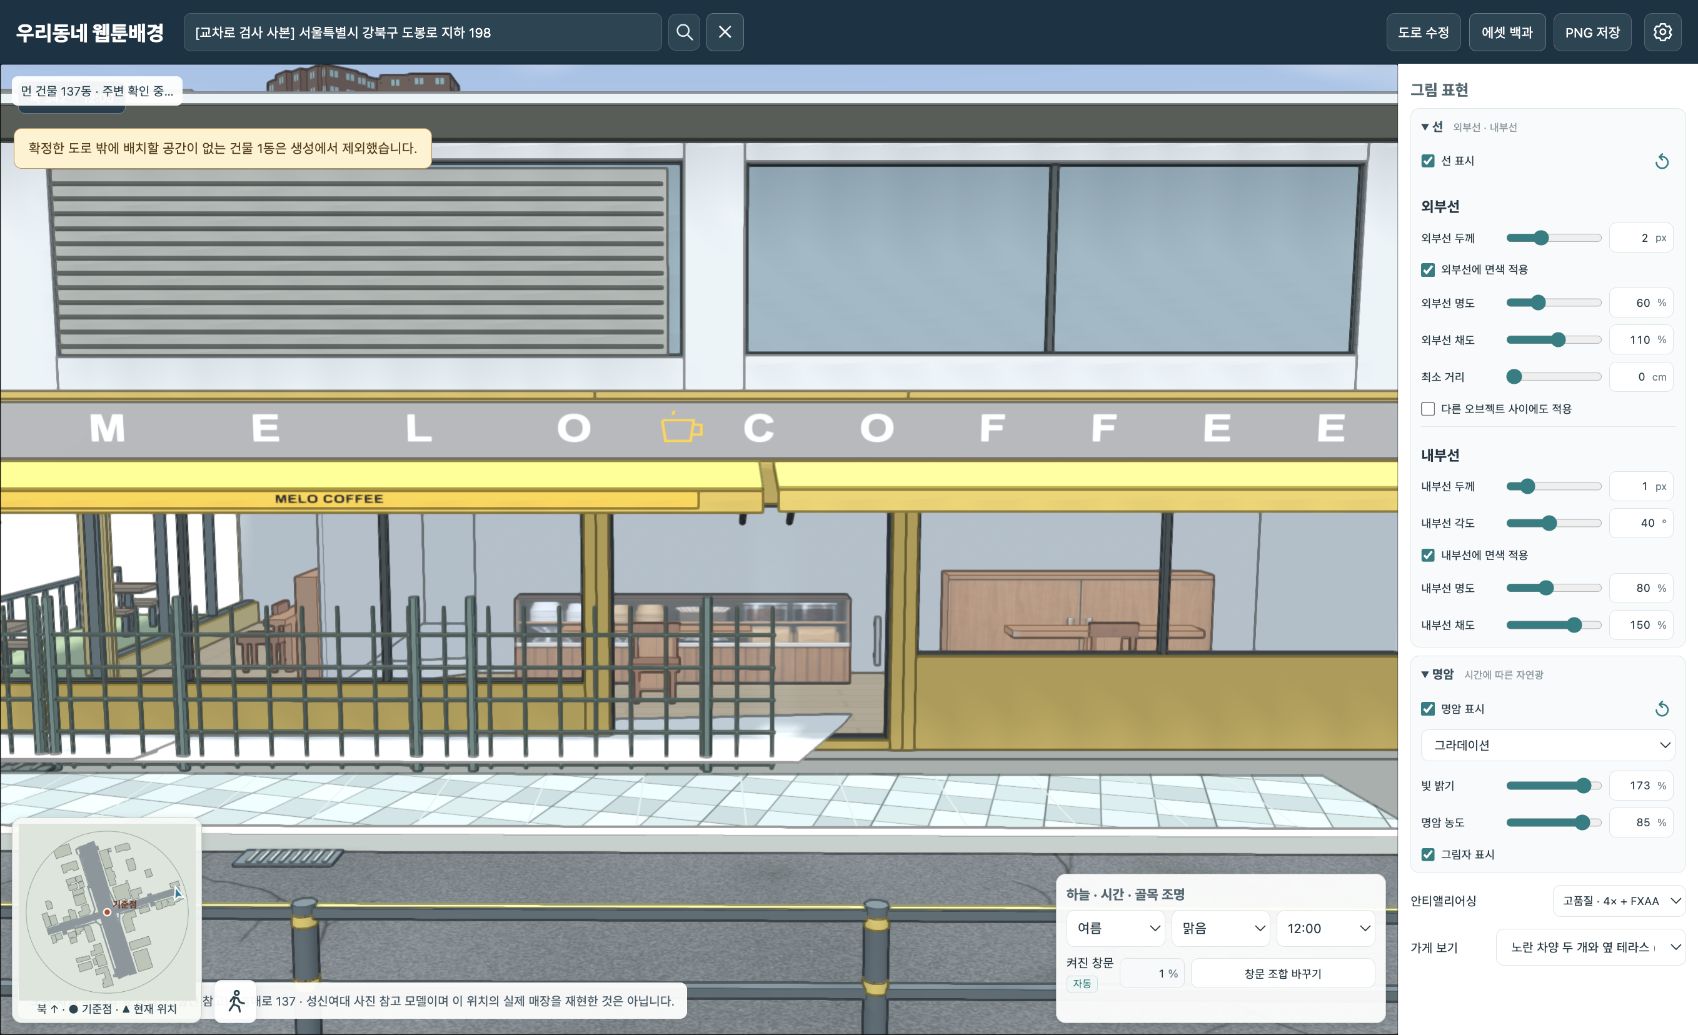 우리동네 웹툰배경
[교차로 검사 사본] 서울특별시 강북구 도봉로 지하 198
도로 수정
에셋 백과
PNG 저장
먼 건물 137동 · 주변 확인 중...
확정한 도로 밖에 배치할 공간이 없는 건물 1동은 생성에서 제외했습니다.
MELO COFFEE
MELO COFFEE
기준점
북 ↑ · ● 기준점 · ▲ 현재 위치
참
대로 137 · 성신여대 사진 참고 모델이며 이 위치의 실제 매장을 재현한 것은 아닙니다.
하늘 · 시간 · 골목 조명
여름
맑음
12:00
켜진 창문
자동
1 %
창문 조합 바꾸기
그림 표현
▼ 선 외부선 · 내부선
선 표시
외부선
외부선 두께 2 px
외부선에 면색 적용
외부선 명도 60 %
외부선 채도 110 %
최소 거리 0 cm
다른 오브젝트 사이에도 적용
내부선
내부선 두께 1 px
내부선 각도 40 °
내부선에 면색 적용
내부선 명도 80 %
내부선 채도 150 %
▼ 명암 시간에 따른 자연광
명암 표시
그라데이션
빛 밝기 173 %
명암 농도 85 %
그림자 표시
안티앨리어싱 고품질 · 4× + FXAA
가게 보기 노란 차양 두 개와 옆 테라스